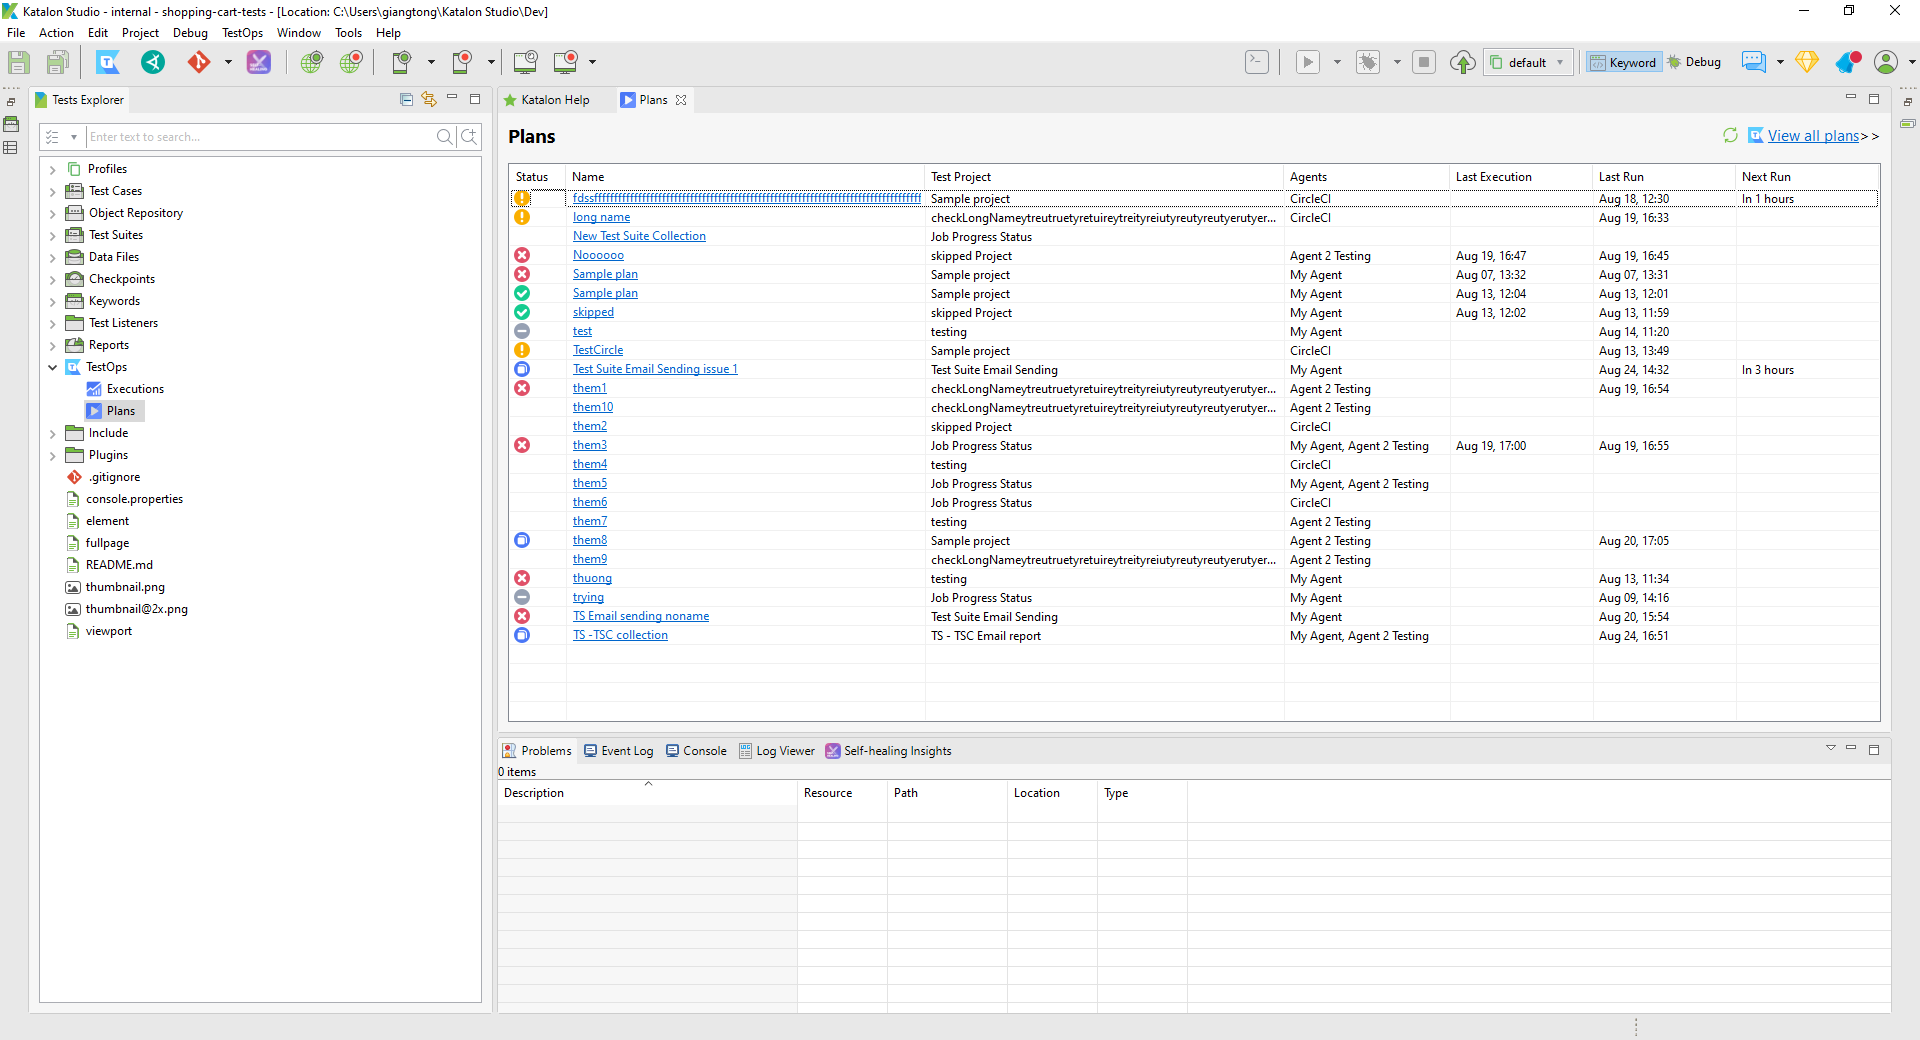 Katalon Studio - internal - shopping-cart-tests - [Location: C:\Users\giangtong\Katalon Studio\Dev]
File Action Edit Project Debug TestOps Window Tools Help
default Keyword Debug
Tests Explorer
Enter text to search...
Profiles
Test Cases
Object Repository
Test Suites
Data Files
Checkpoints
Keywords
Test Listeners
Reports
TestOps
Executions
Plans
Include
Plugins
.gitignore
console.properties
element
fullpage
README.md
thumbnail.png
thumbnail@2x.png
viewport
Katalon Help Plans
Plans
View all plans>>
Status Name Test Project Agents Last Execution Last Run Next Run
Sample project CircleCI Aug 18, 12:30 In 1 hours
long name checkLongNameytreutruetyretuireytreityreiutyreutyreutyerutyer... CircleCI Aug 19, 16:33
New Test Suite Collection Job Progress Status
Noooooo skipped Project Agent 2 Testing Aug 19, 16:47 Aug 19, 16:45
Sample plan Sample project My Agent Aug 07, 13:32 Aug 07, 13:31
Sample plan Sample project My Agent Aug 13, 12:04 Aug 13, 12:01
skipped skipped Project My Agent Aug 13, 12:02 Aug 13, 11:59
test testing My Agent Aug 14, 11:20
TestCircle Sample project CircleCI Aug 13, 13:49
Test Suite Email Sending issue 1 Test Suite Email Sending My Agent Aug 24, 14:32 In 3 hours
them1 checkLongNameytreutruetyretuireytreityreiutyreutyreutyerutyer... Agent 2 Testing Aug 19, 16:54
them10 checkLongNameytreutruetyretuireytreityreiutyreutyreutyerutyer... Agent 2 Testing
them2 skipped Project CircleCI
them3 Job Progress Status My Agent, Agent 2 Testing Aug 19, 17:00 Aug 19, 16:55
them4 testing CircleCI
them5 Job Progress Status My Agent, Agent 2 Testing
them6 Job Progress Status CircleCI
them7 testing Agent 2 Testing
them8 Sample project Agent 2 Testing Aug 20, 17:05
them9 checkLongNameytreutruetyretuireytreityreiutyreutyreutyerutyer... Agent 2 Testing
thuong testing My Agent Aug 13, 11:34
trying Job Progress Status My Agent Aug 09, 14:16
TS Email sending noname Test Suite Email Sending My Agent Aug 20, 15:54
TS -TSC collection TS - TSC Email report My Agent, Agent 2 Testing Aug 24, 16:51
Problems Event Log Console Log Viewer Self-healing Insights
0 items
Description Resource Path Location Type